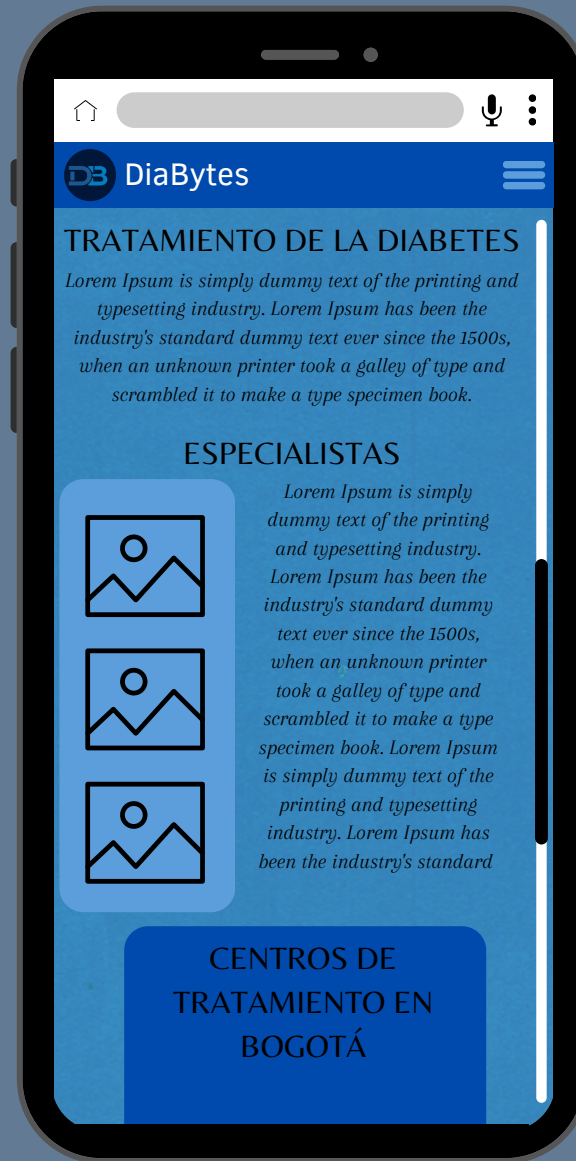 DB DiaBytes
TRATAMIENTO DE LA DIABETES
Lorem Ipsum is simply dummy text of the printing and
typesetting industry. Lorem Ipsum has been the
industry's standard dummy text ever since the 1500s,
when an unknown printer took a galley of type and
scrambled it to make a type specimen book.
ESPECIALISTAS
Lorem Ipsum is simply
dummy text of the printing
and typesetting industry.
Lorem Ipsum has been the
industry's standard dummy
text ever since the 1500s,
when an unknown printer
took a galley of type and
scrambled it to make a type
specimen book. Lorem Ipsum
is simply dummy text of the
printing and typesetting
industry. Lorem Ipsum has
been the industry's standard
CENTROS DE
TRATAMIENTO EN
BOGOTÁ